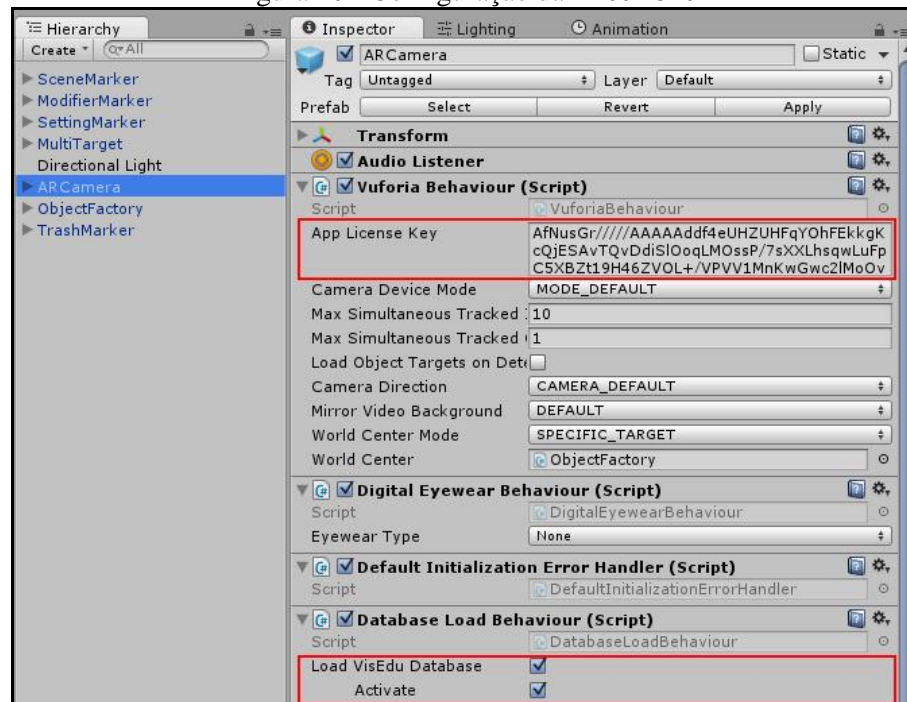 Hierarchy
Create
All
SceneMarker
ModifierMarker
SettingMarker
MultiTarget
Directional Light
ARCamera
ObjectFactory
TrashMarker
Inspector Lighting Animation
ARCamera Static
Tag Untagged Layer Default
Prefab Select Revert Apply
Transform
Audio Listener
Vuforia Behaviour (Script)
Script VuforiaBehaviour
App License Key AfNusGr/////AAAAAddf4eUHZUHFqYOhFEkkgK
cQjESAvTQvDdiSlOoqLMOssP/7sXXLhsqwLuFp
C5XBZt19H46ZVOL+/VPVV1MnKwGwc2lMoOv
Camera Device Mode MODE_DEFAULT
Max Simultaneous Tracked 10
Max Simultaneous Tracked 1
Load Object Targets on Dete
Camera Direction CAMERA_DEFAULT
Mirror Video Background DEFAULT
World Center Mode SPECIFIC_TARGET
World Center ObjectFactory
Digital Eyewear Behaviour (Script)
Script DigitalEyewearBehaviour
Eyewear Type None
Default Initialization Error Handler (Script)
Script DefaultInitializationErrorHandler
Database Load Behaviour (Script)
Script DatabaseLoadBehaviour
Load VisEdu Database
Activate